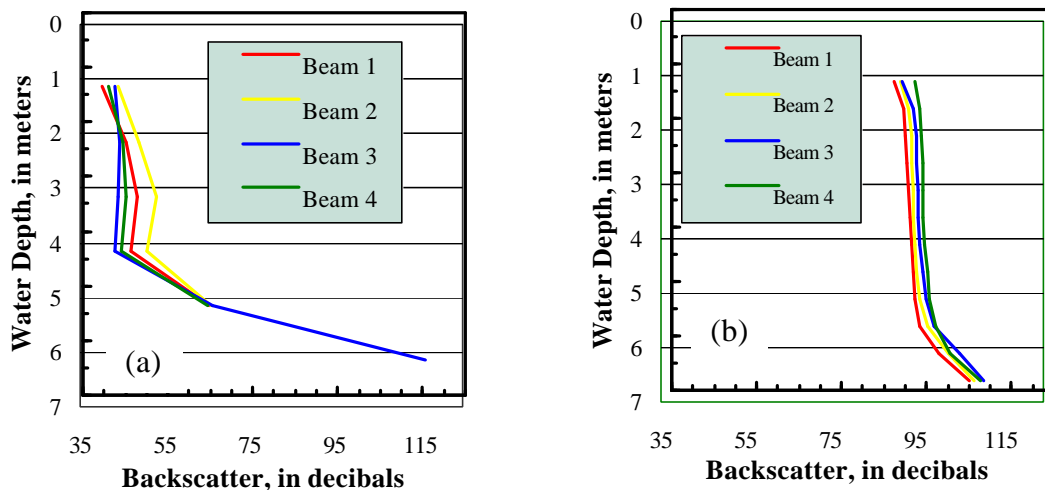 0
1
2
3
4
5
6
7
Water Depth, in meters
Beam 1
Beam 2
Beam 3
Beam 4
(a)
35 55 75 95 115
Backscatter, in decibals
0
1
2
3
4
5
6
7
Water Depth, in meters
Beam 1
Beam 2
Beam 3
Beam 4
(b)
35 55 75 95 115
Backscatter, in decibals